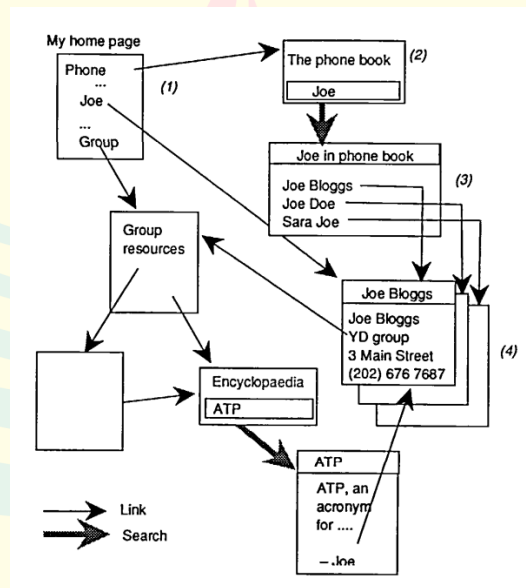 My home page
Phone
...
Joe
...
Group
(1)
The phone book
Joe
(2)
Joe in phone book
Joe Bloggs
Joe Doe
Sara Joe
(3)
Group
resources
Joe Bloggs
Joe Bloggs
YD group
3 Main Street
(202) 676 7687
(4)
Encyclopaedia
ATP
ATP
ATP, an
acronym
for ....
– Joe
Link
Search